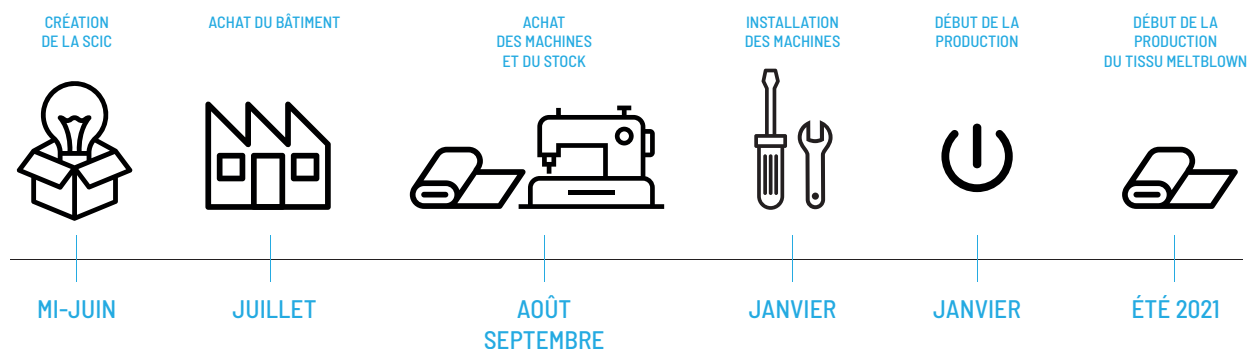 CRÉATION
DE LA SCIC
ACHAT DU BÂTIMENT
ACHAT
DES MACHINES
ET DU STOCK
INSTALLATION
DES MACHINES
DÉBUT DE LA
PRODUCTION
DÉBUT DE LA
PRODUCTION
DU TISSU MELTBLOWN
MI-JUIN
JUILLET
AOÛT
SEPTEMBRE
JANVIER
JANVIER
ÉTÉ 2021